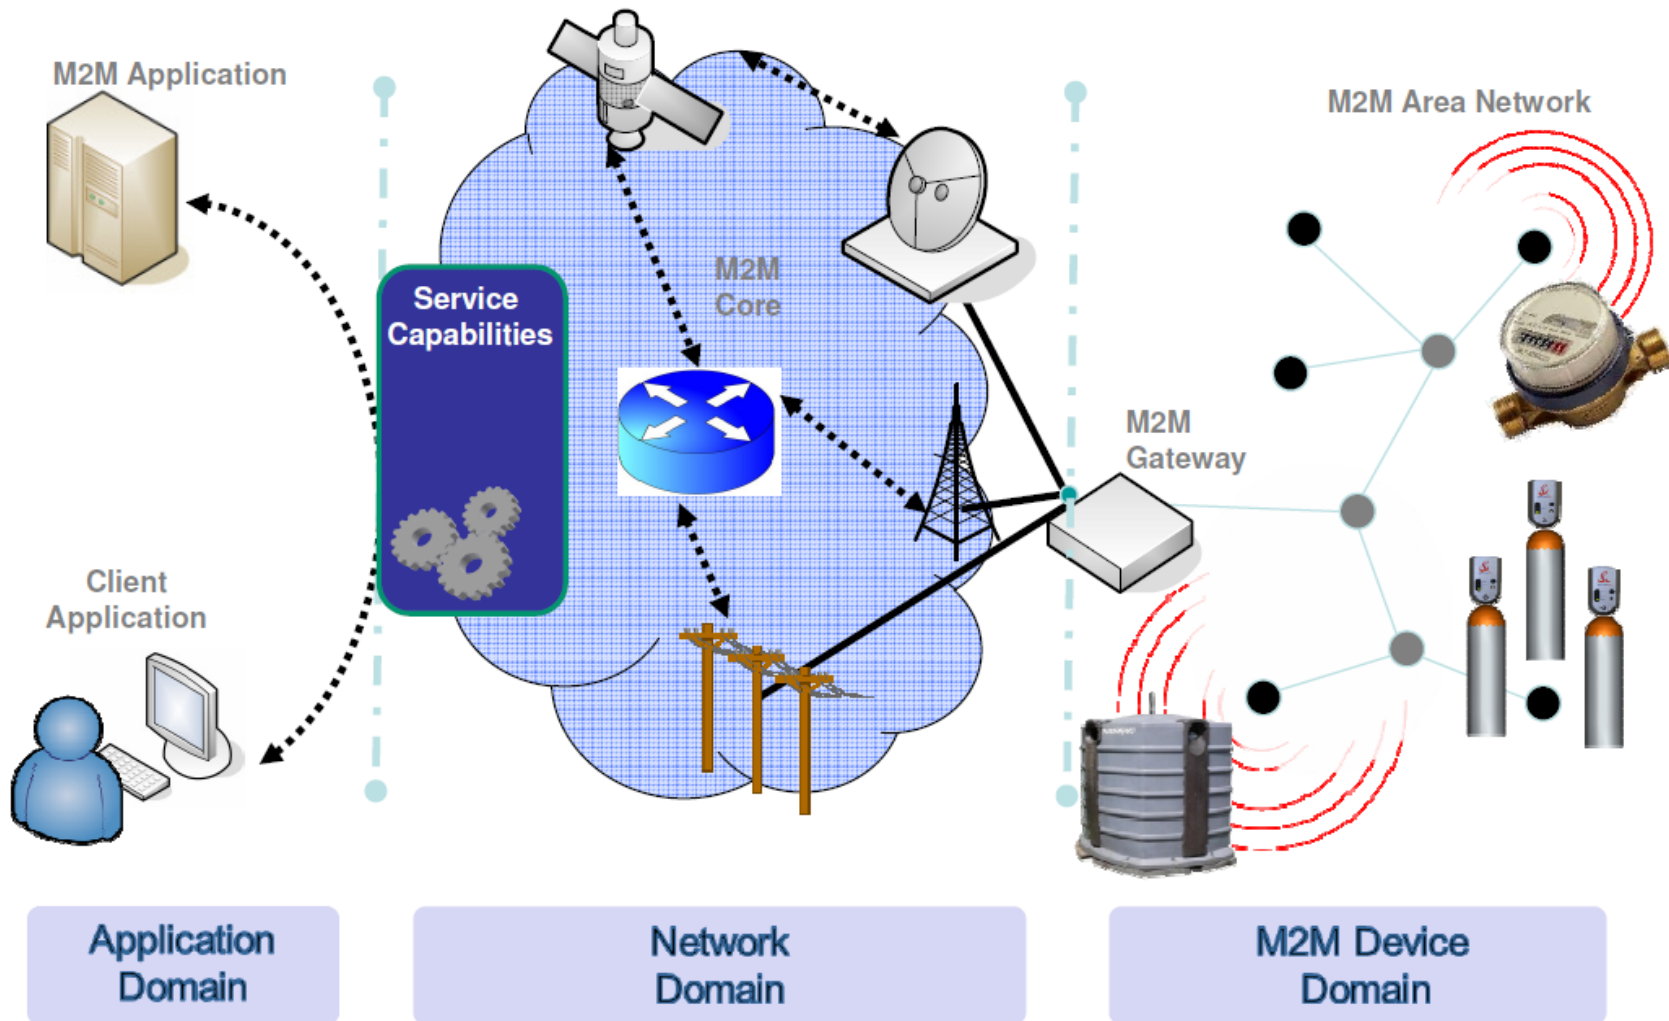 M2M Application
M2M Area Network
M2M
Core
Service
Capabilities
M2M
Gateway
Client
Application
Application
Domain
Network
Domain
M2M Device
Domain